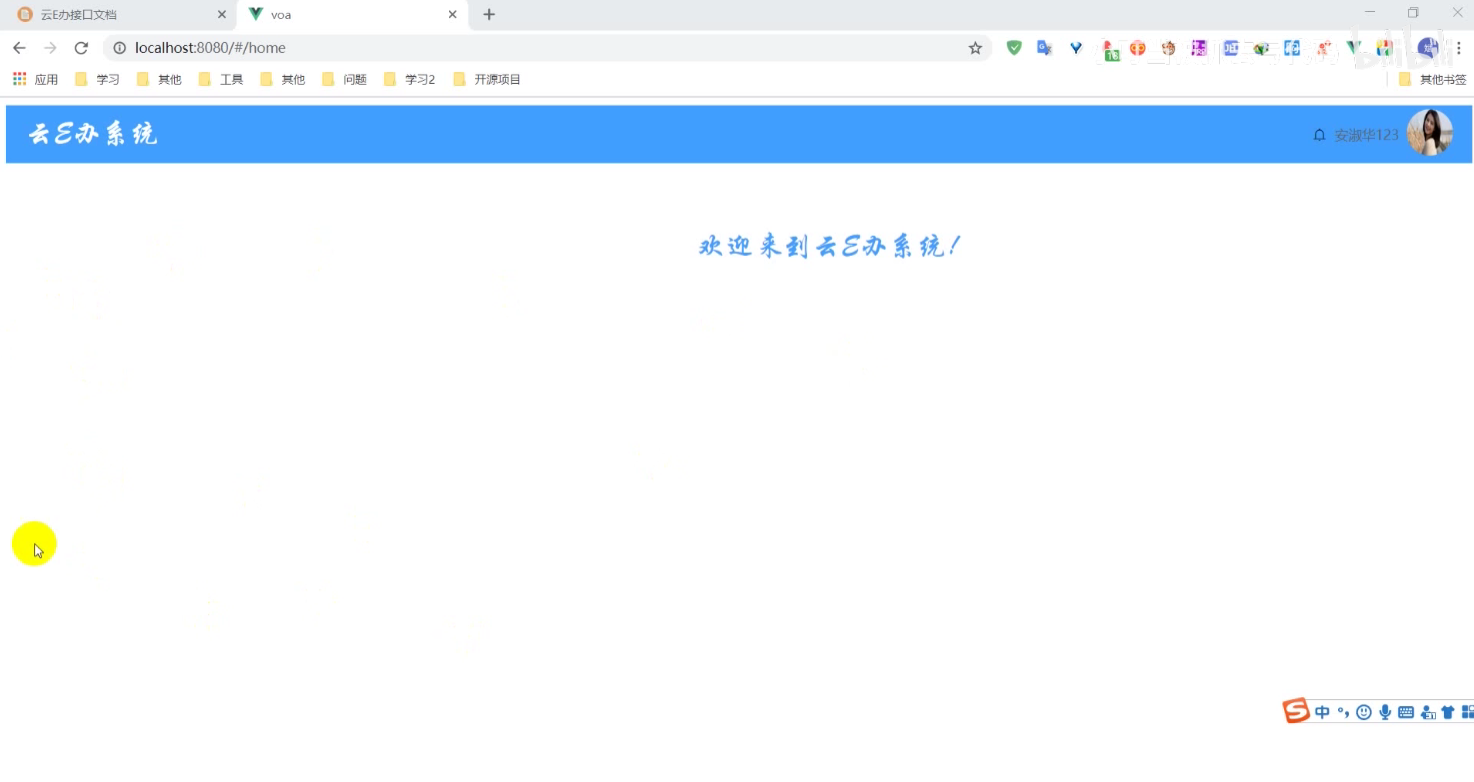 云E办接口文档
voa
localhost:8080/#/home
应用
学习
其他
工具
其他
问题
学习2
开源项目
其他书签
云E办系统
安淑华123
欢迎来到云E办系统!
中